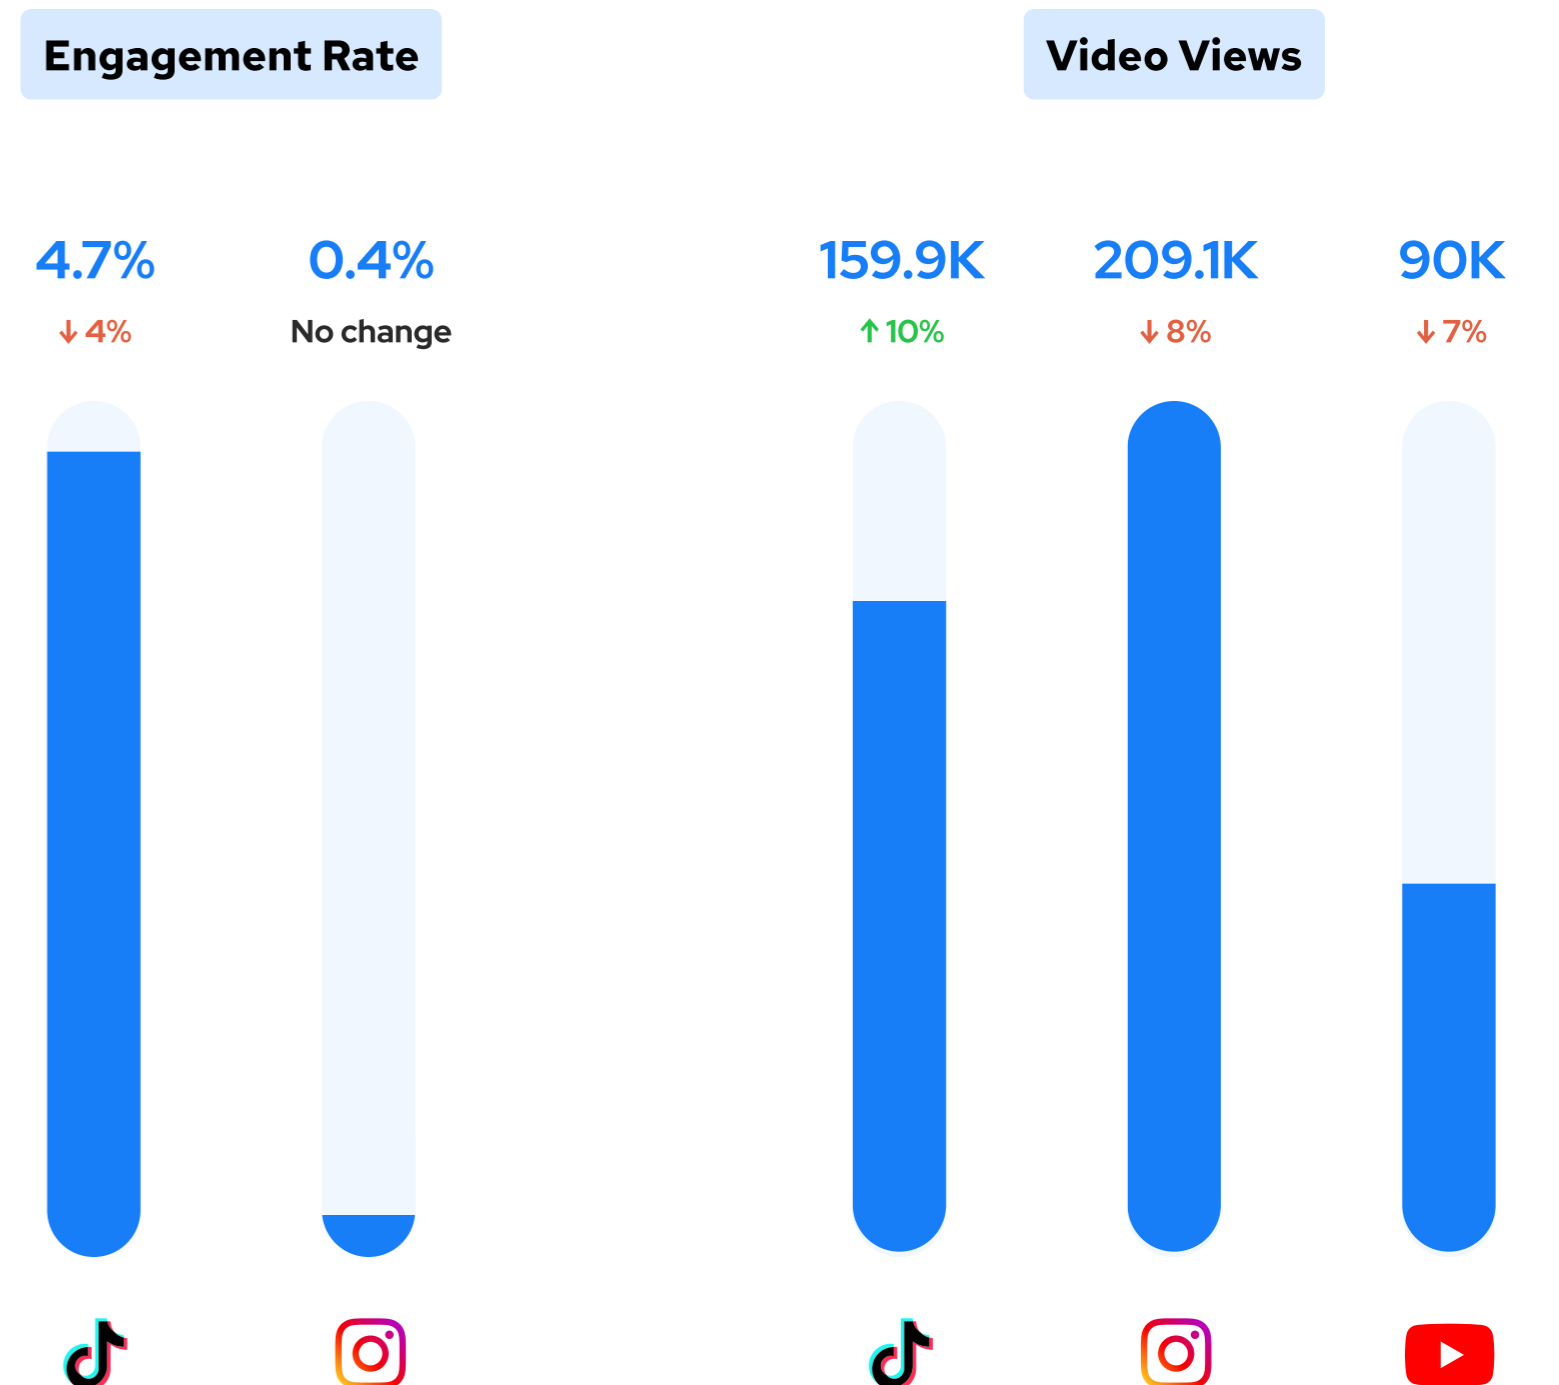 Engagement Rate
Video Views
4.7%
0.4%
159.9K
209.1K
90K
↓ 4%
No change
↑ 10%
↓ 8%
↓ 7%